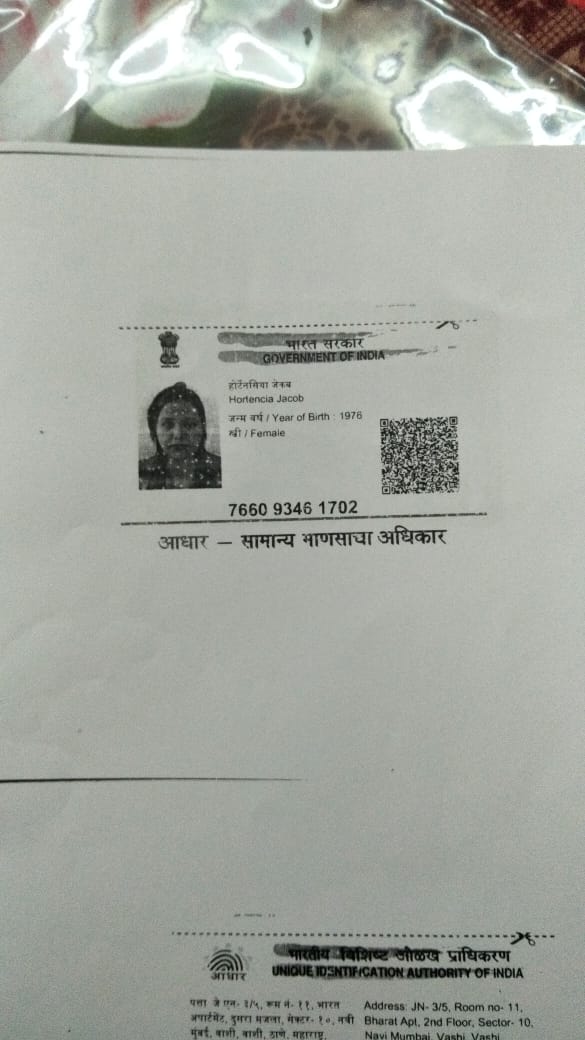 भारत सरकार
GOVERNMENT OF INDIA
होर्टेनसिया जेकब
Hortencia Jacob
जन्म वर्ष / Year of Birth : 1976
स्त्री / Female
7660 9346 1702
आधार – सामान्य माणसाचा अधिकार
भारतीय विशिष्ट ओळख प्राधिकरण
UNIQUE IDENTIFICATION AUTHORITY OF INDIA
आधार
पत्ता जे एन- ३/५, रूम नं- ११, भारत
अपार्टमेंट, दुसरा मजला, सेक्टर- १०, नवी
मुंबई, वाशी, वाशी, ठाणे, महाराष्ट्र,
Address: JN- 3/5, Room no- 11,
Bharat Apt, 2nd Floor, Sector- 10,
Navi Mumbai, Vashi, Vashi,